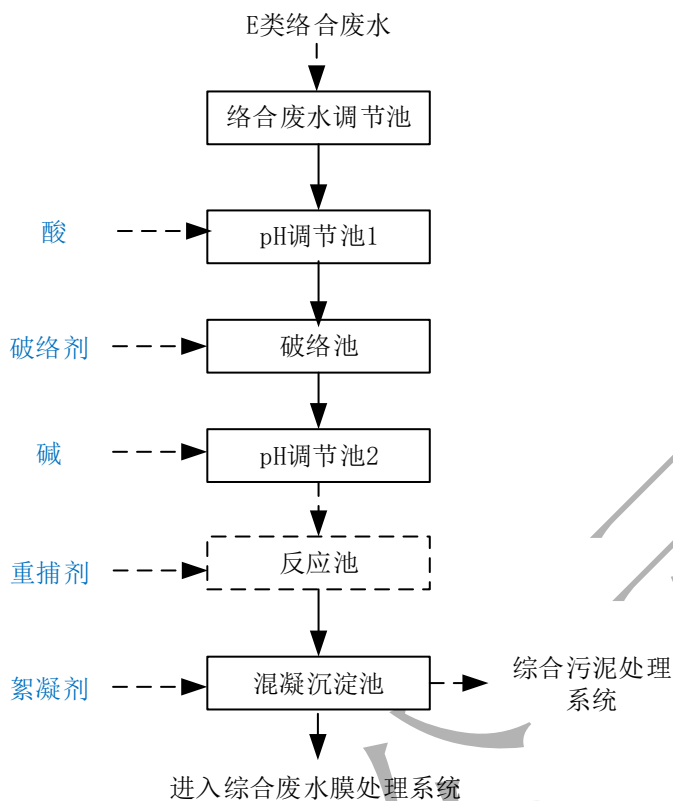 E类络合废水
络合废水调节池
酸
pH调节池1
破络剂
破络池
碱
pH调节池2
重捕剂
反应池
絮凝剂
混凝沉淀池
综合污泥处理
系统
进入综合废水膜处理系统